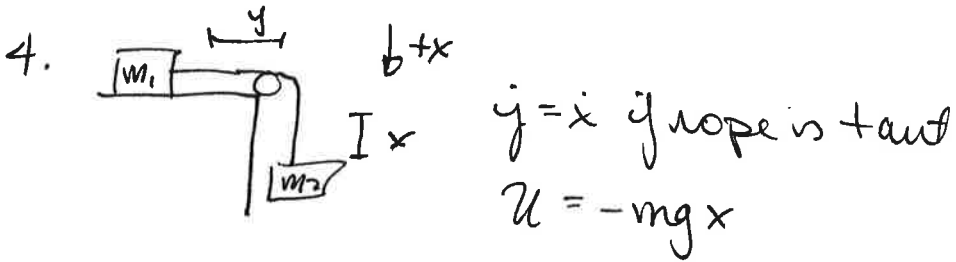 4.
y
m₁
↓+x
x
m₂
ẏ = ẋ if rope is taut
U = -mgx